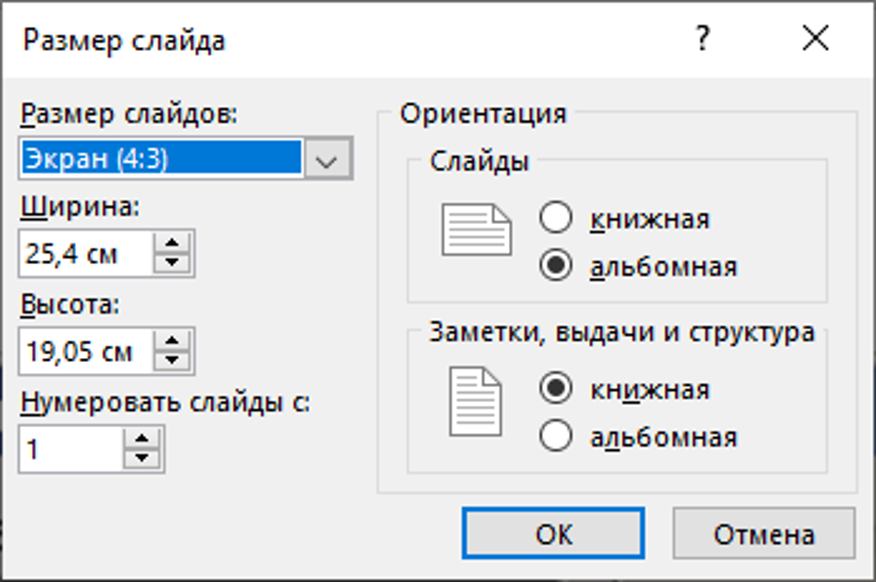 Размер слайда
?
Размер слайдов:
Экран (4:3)
Ширина:
25,4 см
Высота:
19,05 см
Нумеровать слайды с:
1
Ориентация
Слайды
книжная
альбомная
Заметки, выдачи и структура
книжная
альбомная
ОК
Отмена